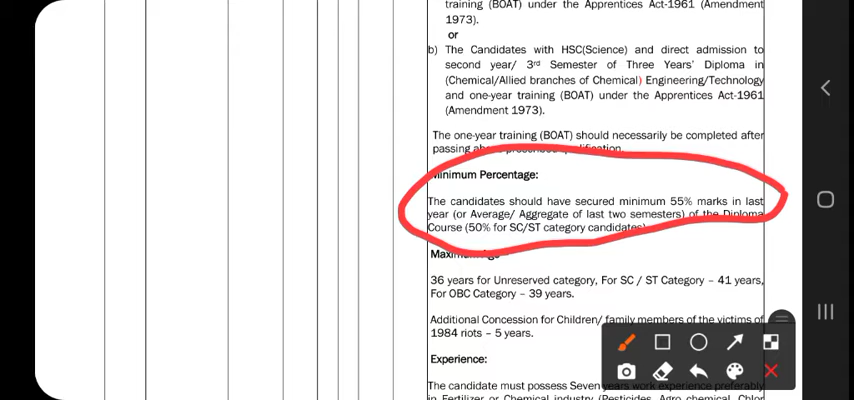 training (BOAT) under the Apprentices Act-1961 (Amendment
1973).
or
b) The Candidates with HSC(Science) and direct admission to
second year/ 3rd Semester of Three Years' Diploma in
(Chemical/Allied branches of Chemical) Engineering/Technology
and one-year training (BOAT) under the Apprentices Act-1961
(Amendment 1973).
The one-year training (BOAT) should necessarily be completed after
passing above prescribed qualification.
Minimum Percentage:
The candidates should have secured minimum 55% marks in last
year (or Average/ Aggregate of last two semesters) of the Diploma
Course (50% for SC/ST category candidates)
Maximum Age
36 years for Unreserved category, For SC / ST Category – 41 years,
For OBC Category – 39 years.
Additional Concession for Children/ family members of the victims of
1984 riots – 5 years.
Experience:
The candidate must possess Seven years work experience preferably
in Fertilizer or Chemical industry (Pesticides, Agro chemical, Chlor